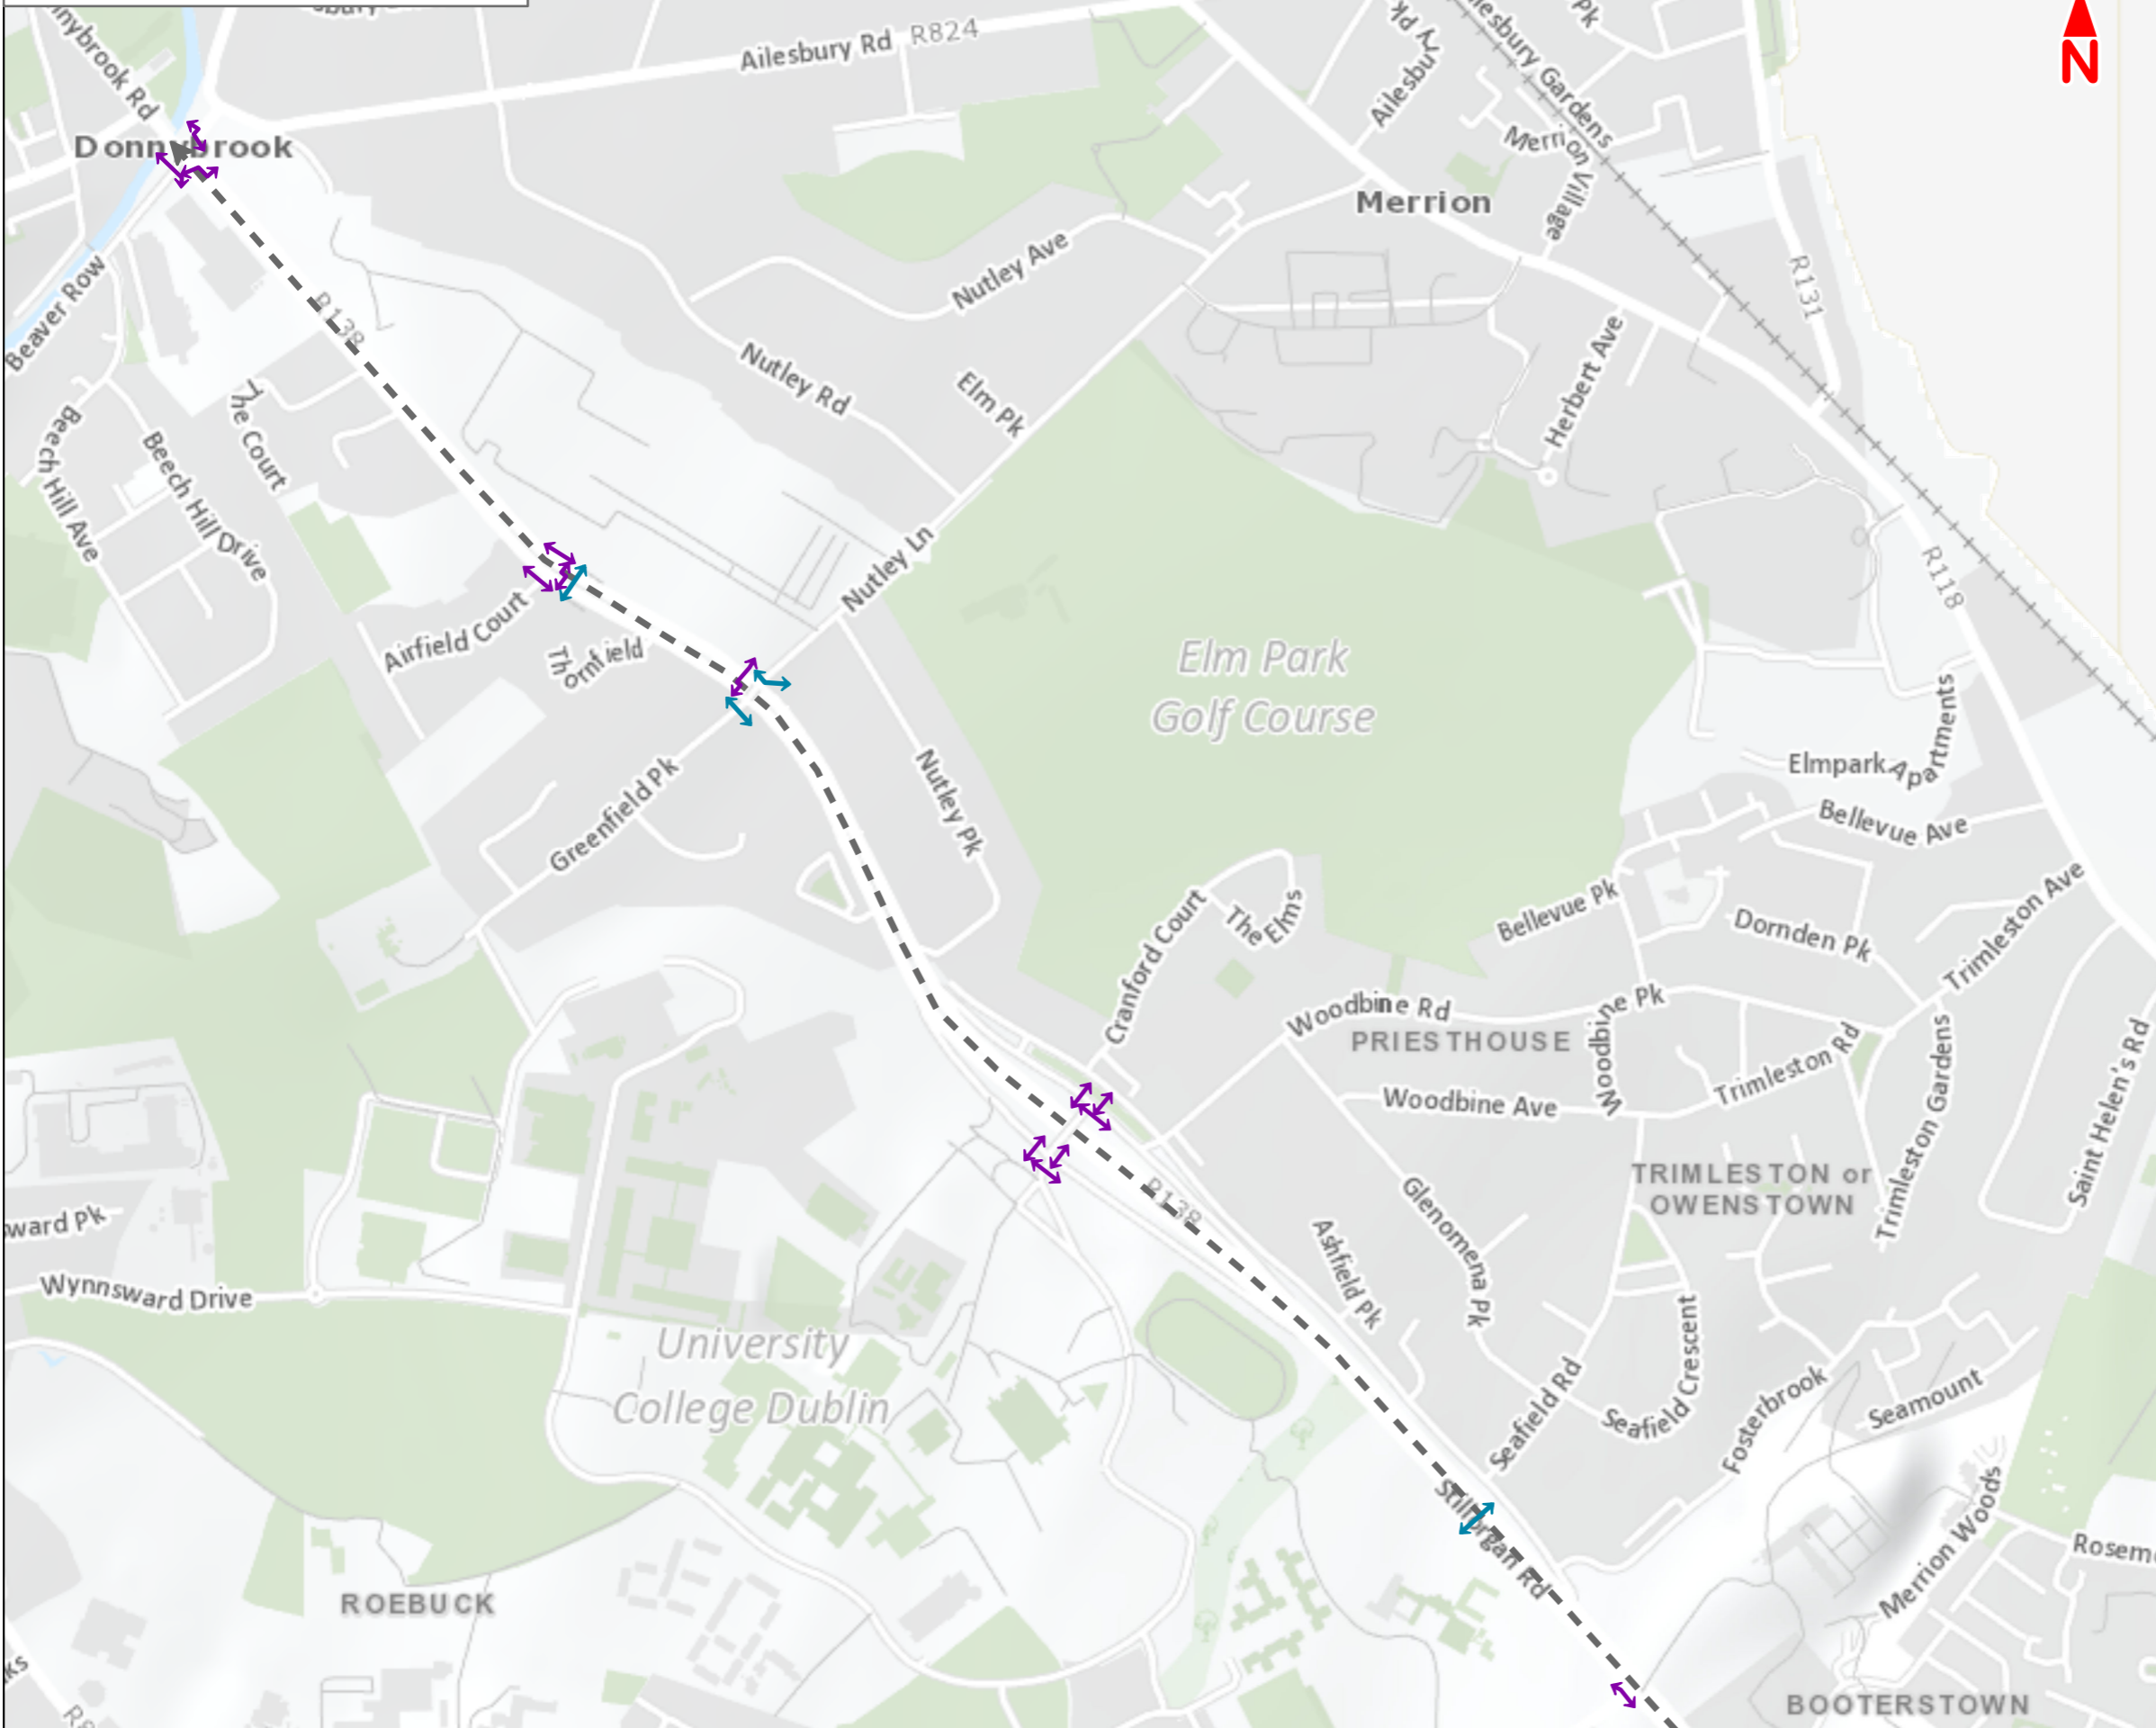 Ailesbury Rd R824
Ailesbury Gardens
N
Donnybrook
Merrion Village
Merrion
R131
Beaver Row
Nutley Ave
R138
Nutley Rd
Elm Pk
Herbert Ave
The Court
Beech Hill Ave
Beech Hill Drive
Nutley Ln
R118
Airfield Court
Thornfield
Elm Park
Golf Course
Nutley Pk
Greenfield Pk
Elmpark Apartments
Bellevue Ave
Bellevue Pk
Dornden Pk
Trimleston Ave
Cranford Court
The Elms
Woodbine Rd
Woodbine Pk
PRIESTHOUSE
Woodbine Ave
Trimleston Rd
Trimleston Gardens
Saint Helen's Rd
TRIMLESTON or
OWENSTOWN
R138
Glenomena Pk
Ashfield Pk
Wynnsward Drive
University
College Dublin
Seafield Rd
Seafield Crescent
Fosterbrook
Seamount
Stillorgan Rd
Merrion Woods
ROEBUCK
BOOTERSTOWN